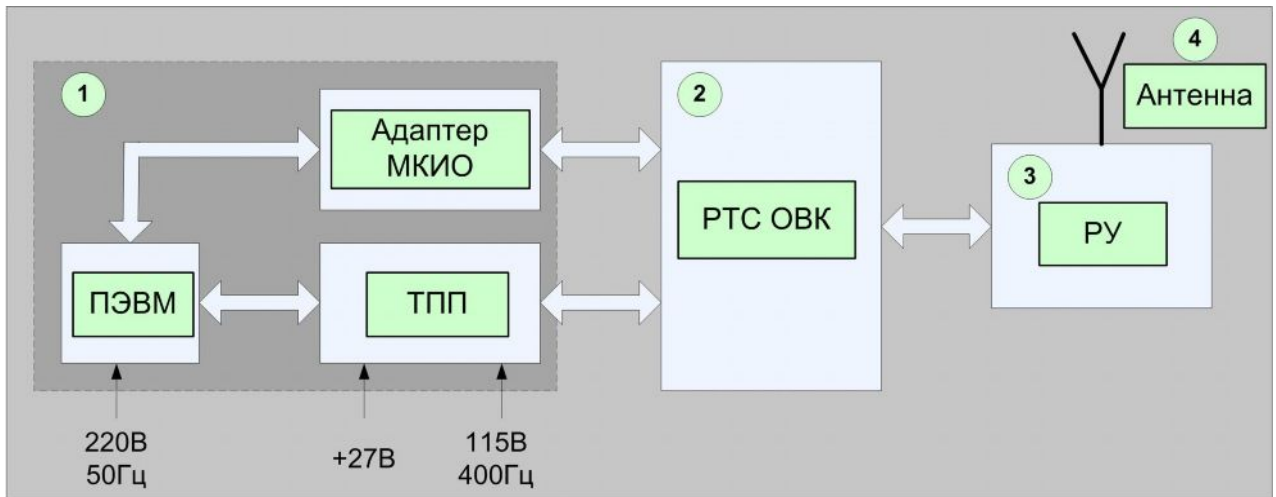 1
Адаптер
МКИО
ПЭВМ
ТПП
220В
50Гц
+27В
115В
400Гц
2
РТС ОВК
3
РУ
4
Антенна